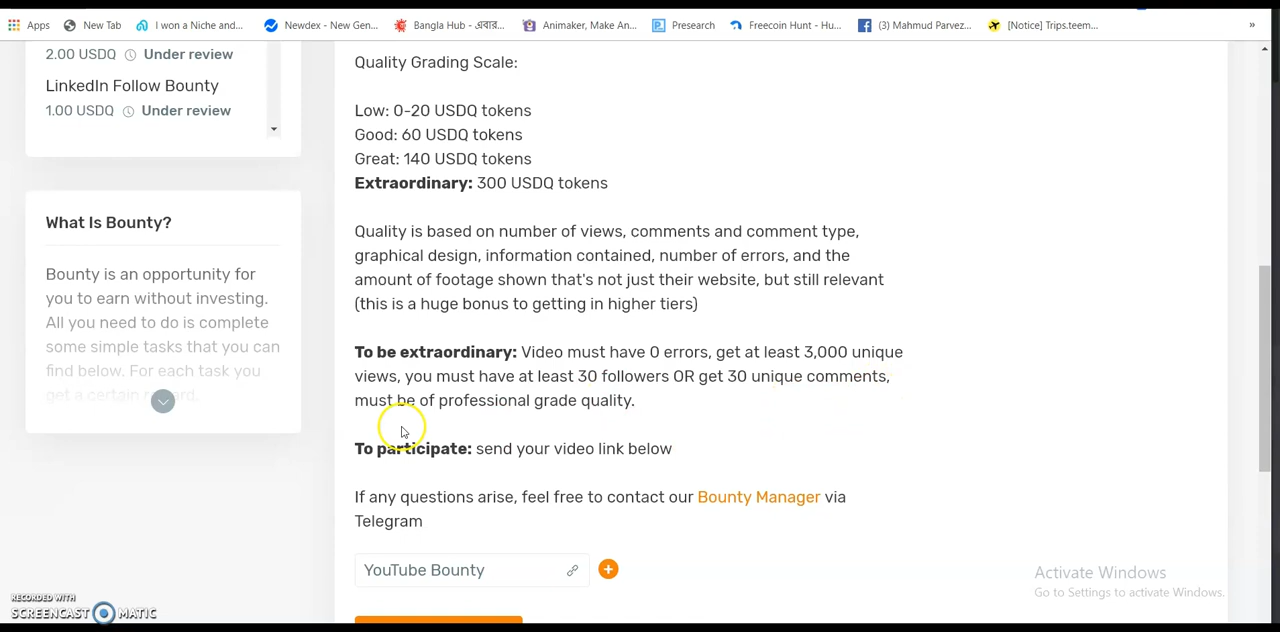 Apps
New Tab
I won a Niche and...
Newdex - New Gen...
Bangla Hub - এবার...
Animaker, Make An...
Presearch
Freecoin Hunt - Hu...
(3) Mahmud Parvez...
[Notice] Trips.teem...
»
2.00 USDQ Under review
LinkedIn Follow Bounty
1.00 USDQ Under review
What Is Bounty?
Bounty is an opportunity for
you to earn without investing.
All you need to do is complete
some simple tasks that you can
find below. For each task you
get a certain reward.
Quality Grading Scale:
Low: 0-20 USDQ tokens
Good: 60 USDQ tokens
Great: 140 USDQ tokens
Extraordinary: 300 USDQ tokens
Quality is based on number of views, comments and comment type,
graphical design, information contained, number of errors, and the
amount of footage shown that's not just their website, but still relevant
(this is a huge bonus to getting in higher tiers)
To be extraordinary: Video must have 0 errors, get at least 3,000 unique
views, you must have at least 30 followers OR get 30 unique comments,
must be of professional grade quality.
To participate: send your video link below
If any questions arise, feel free to contact our Bounty Manager via
Telegram
YouTube Bounty
Activate Windows
Go to Settings to activate Windows.
RECORDED WITH
SCREENCAST MATIC